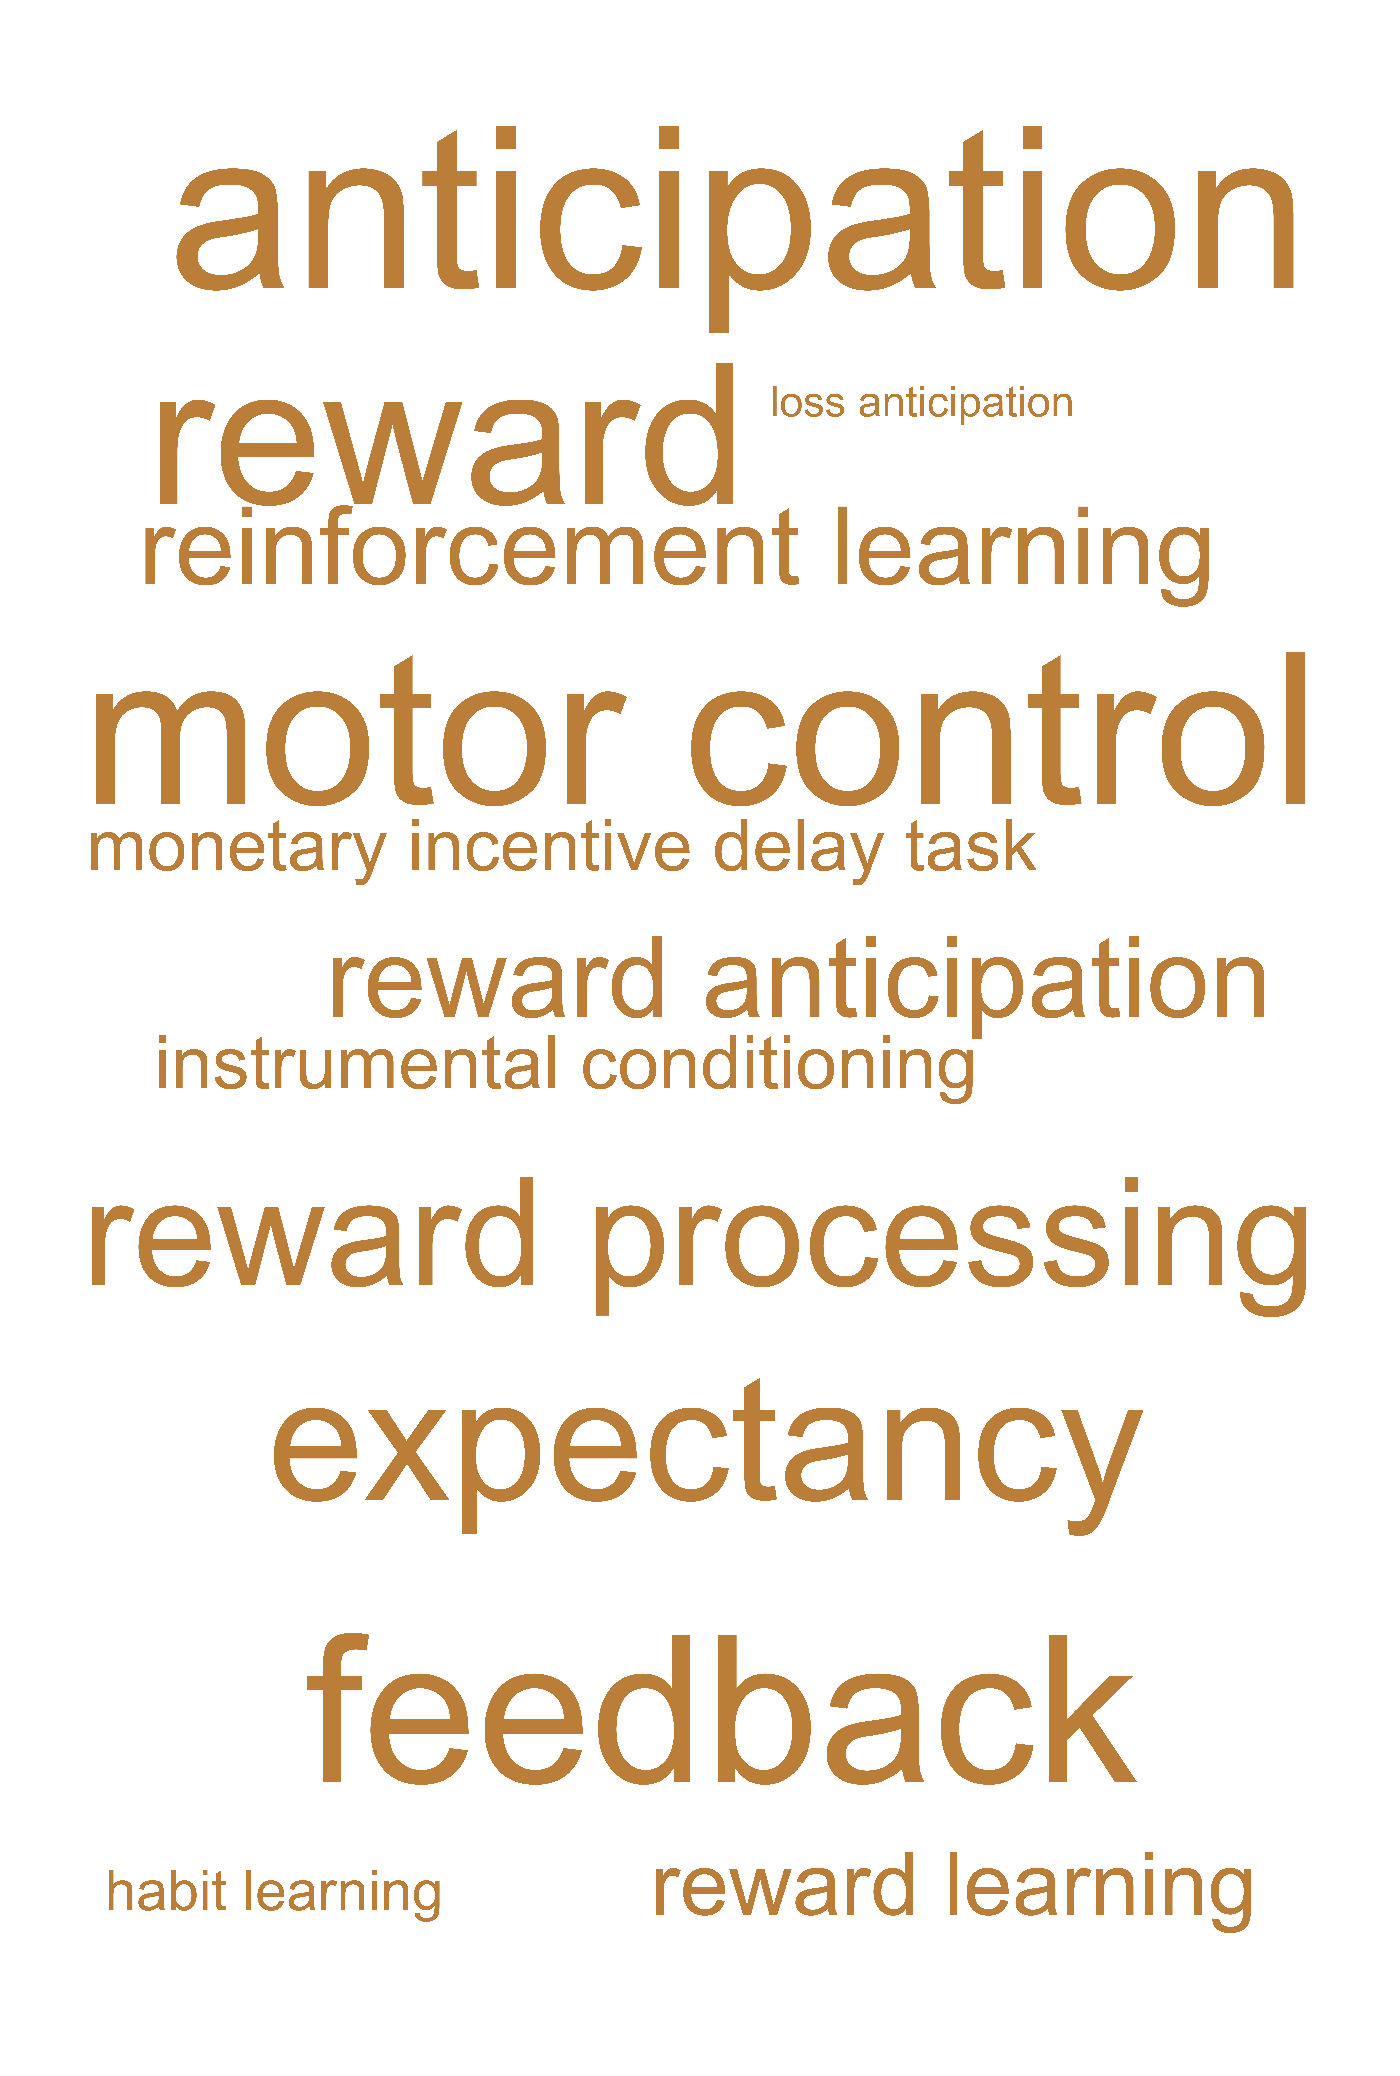 anticipation
reward loss anticipation
reinforcement learning
motor control
monetary incentive delay task
reward anticipation
instrumental conditioning
reward processing
expectancy
feedback
habit learning reward learning